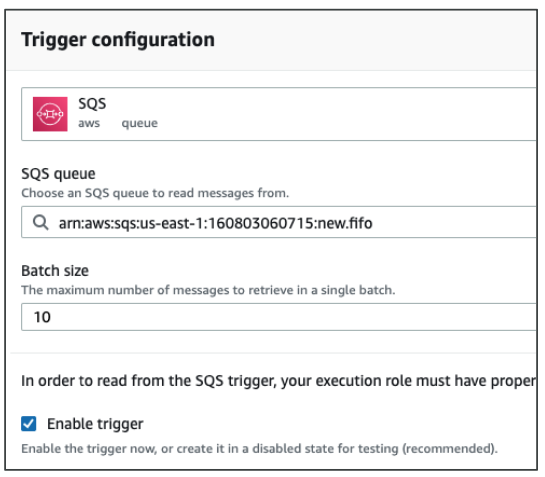 Trigger configuration
SQS
aws queue
SQS queue
Choose an SQS queue to read messages from.
arn:aws:sqs:us-east-1:160803060715:new.fifo
Batch size
The maximum number of messages to retrieve in a single batch.
10
In order to read from the SQS trigger, your execution role must have proper
Enable trigger
Enable the trigger now, or create it in a disabled state for testing (recommended).